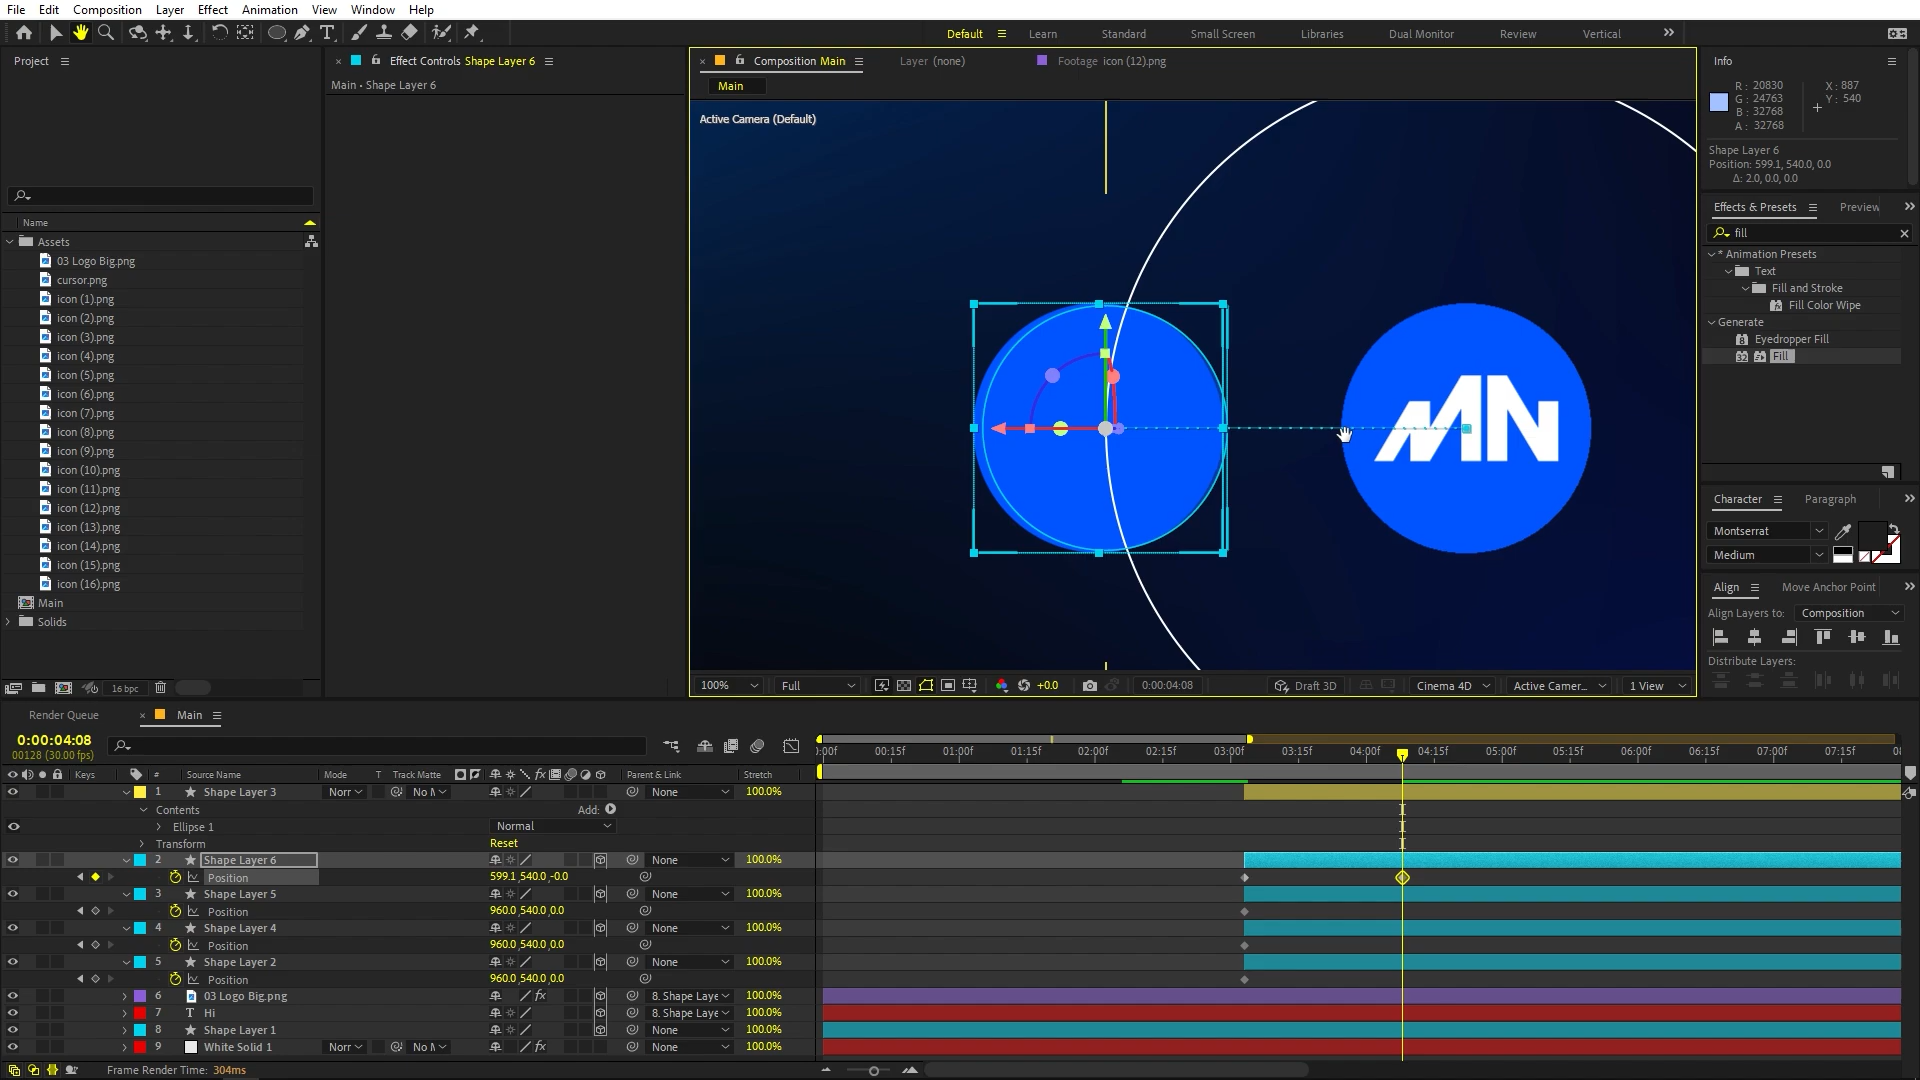 File Edit Composition Layer Effect Animation View Window Help
Default Learn Standard Small Screen Libraries Dual Monitor Review Vertical
Project
Name
Assets
03 Logo Big.png
cursor.png
icon (1).png
icon (2).png
icon (3).png
icon (4).png
icon (5).png
icon (6).png
icon (7).png
icon (8).png
icon (9).png
icon (10).png
icon (11).png
icon (12).png
icon (13).png
icon (14).png
icon (15).png
icon (16).png
Main
Solids
16 bpc
Effect Controls Shape Layer 6
Main • Shape Layer 6
Composition Main Layer (none) Footage icon (12).png
Main
Active Camera (Default)
MN
100% Full +0.0 0:00:04:08 Draft 3D Cinema 4D Active Camer... 1 View
Info
R: 20830
G: 24763
B: 32768
A: 32768
X: 887
Y: 540
Shape Layer 6
Position: 599.1, 540.0, 0.0
Δ: 2.0, 0.0, 0.0
Effects & Presets Preview
fill
* Animation Presets
Text
Fill and Stroke
Fill Color Wipe
Generate
Eyedropper Fill
Fill
Character Paragraph
Montserrat
Medium
Align Move Anchor Point
Align Layers to: Composition
Distribute Layers:
Render Queue Main
0:00:04:08
00128 (30.00 fps)
Keys # Source Name Mode T Track Matte Parent & Link Stretch
:00f 00:15f 01:00f 01:15f 02:00f 02:15f 03:00f 03:15f 04:00f 04:15f 05:00f 05:15f 06:00f 06:15f 07:00f 07:15f
1 Shape Layer 3 Norr No M None 100.0%
Contents Add:
Ellipse 1 Normal
Transform Reset
2 Shape Layer 6 None 100.0%
Position 599.1,540.0,-0.0
3 Shape Layer 5 None 100.0%
Position 960.0,540.0,0.0
4 Shape Layer 4 None 100.0%
Position 960.0,540.0,0.0
5 Shape Layer 2 None 100.0%
Position 960.0,540.0,0.0
6 03 Logo Big.png fx 8. Shape Laye 100.0%
7 T Hi 8. Shape Laye 100.0%
8 Shape Layer 1 None 100.0%
9 White Solid 1 Norr No M fx None 100.0%
Frame Render Time: 304ms